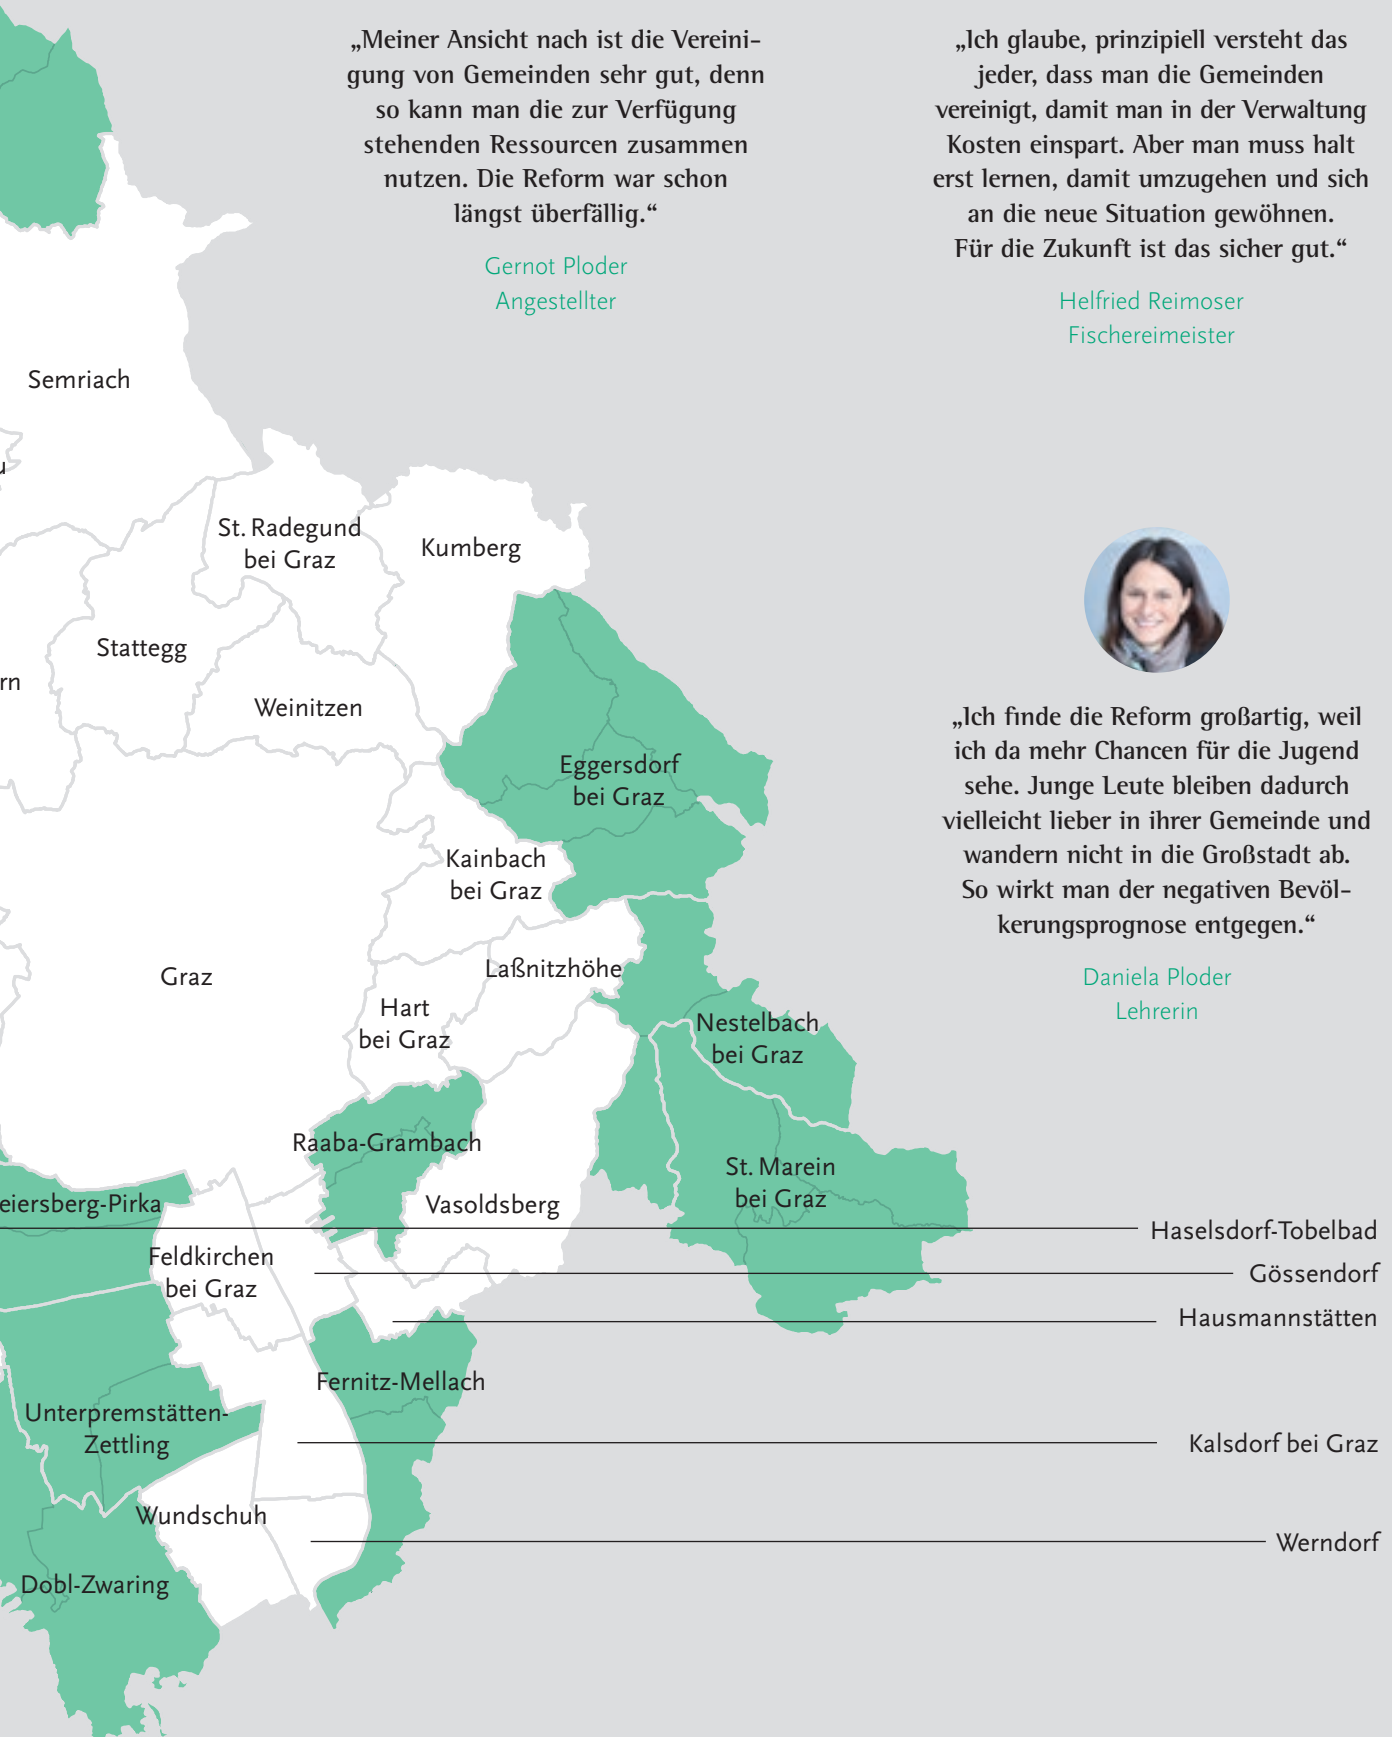 „Meiner Ansicht nach ist die Vereini-
gung von Gemeinden sehr gut, denn
so kann man die zur Verfügung
stehenden Ressourcen zusammen
nutzen. Die Reform war schon
längst überfällig.“
Gernot Ploder
Angestellter
„Ich glaube, prinzipiell versteht das
jeder, dass man die Gemeinden
vereinigt, damit man in der Verwaltung
Kosten einspart. Aber man muss halt
erst lernen, damit umzugehen und sich
an die neue Situation gewöhnen.
Für die Zukunft ist das sicher gut.“
Helfried Reimoser
Fischereimeister
„Ich finde die Reform großartig, weil
ich da mehr Chancen für die Jugend
sehe. Junge Leute bleiben dadurch
vielleicht lieber in ihrer Gemeinde und
wandern nicht in die Großstadt ab.
So wirkt man der negativen Bevöl-
kerungsprognose entgegen.“
Daniela Ploder
Lehrerin
Semriach
St. Radegund
bei Graz
Kumberg
Stattegg
rn
Weinitzen
Eggersdorf
bei Graz
Kainbach
bei Graz
Graz
Laßnitzhöhe
Hart
bei Graz
Nestelbach
bei Graz
Raaba-Grambach
St. Marein
bei Graz
eiersberg-Pirka
Vasoldsberg
Haselsdorf-Tobelbad
Feldkirchen
bei Graz
Gössendorf
Hausmannstätten
Fernitz-Mellach
Unterpremstätten-
Zettling
Kalsdorf bei Graz
Wundschuh
Werndorf
Dobl-Zwaring